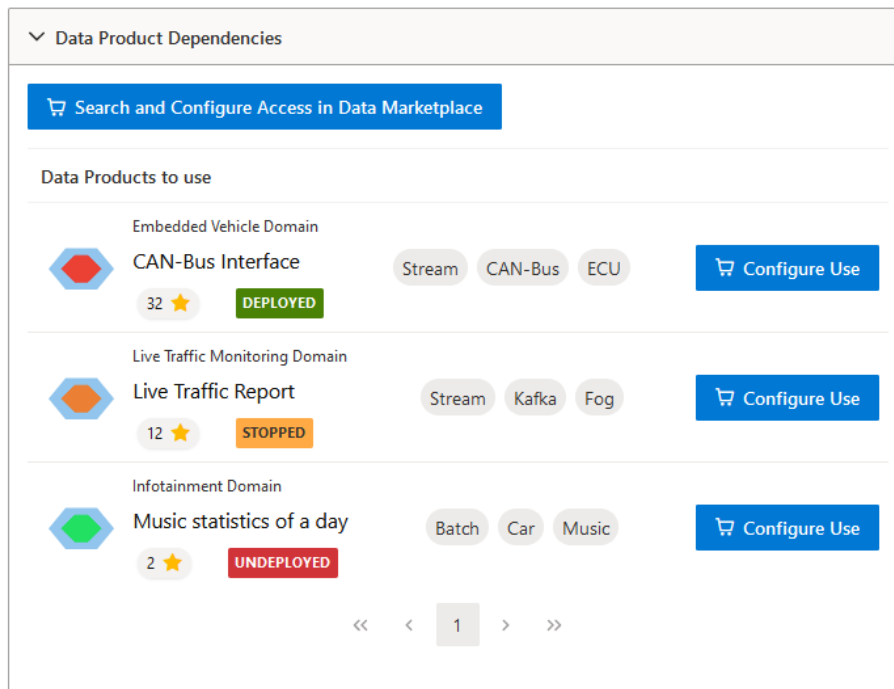 Data Product Dependencies
Search and Configure Access in Data Marketplace
Data Products to use
Embedded Vehicle Domain
CAN-Bus Interface
Stream CAN-Bus ECU
Configure Use
32
DEPLOYED
Live Traffic Monitoring Domain
Live Traffic Report
Stream Kafka Fog
Configure Use
12
STOPPED
Infotainment Domain
Music statistics of a day
Batch Car Music
Configure Use
2
UNDEPLOYED
1